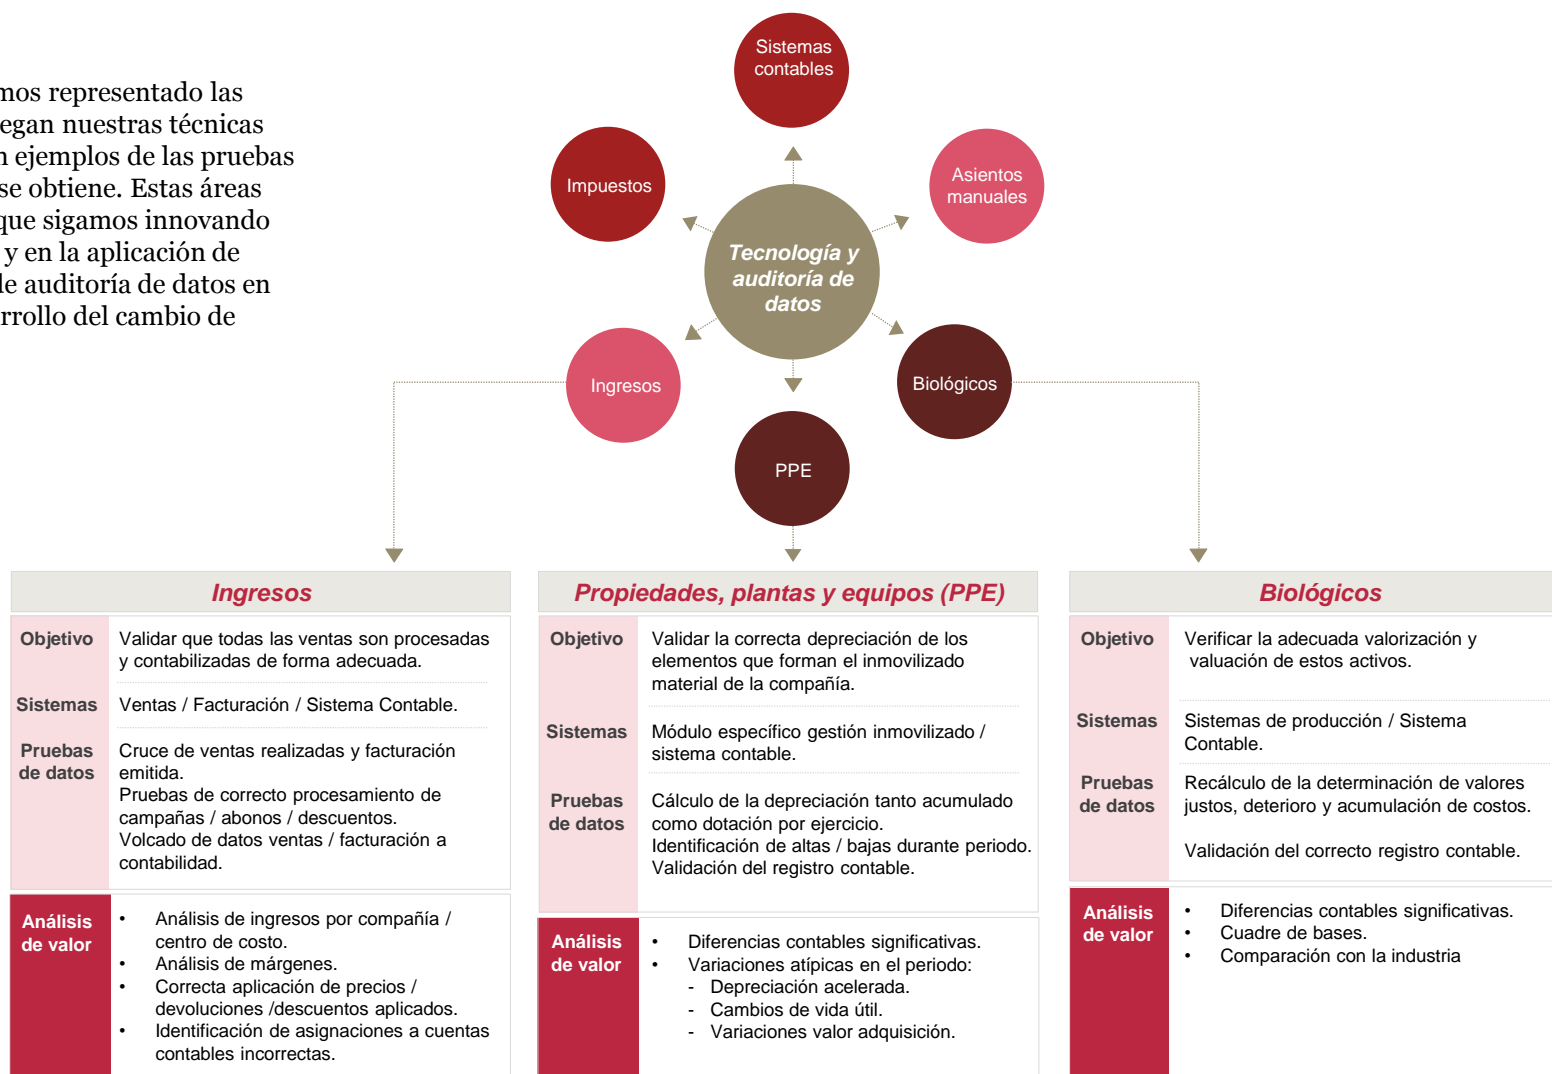 mos representado las
egan nuestras técnicas
n ejemplos de las pruebas
se obtiene. Estas áreas
que sigamos innovando
y en la aplicación de
de auditoría de datos en
arrollo del cambio de
Sistemas
contables
Impuestos
Asientos
manuales
Tecnología y
auditoría de
datos
Ingresos
Biológicos
PPE
Ingresos
Objetivo
Validar que todas las ventas son procesadas
y contabilizadas de forma adecuada.
Sistemas
Ventas / Facturación / Sistema Contable.
Pruebas
de datos
Cruce de ventas realizadas y facturación
emitida.
Pruebas de correcto procesamiento de
campañas / abonos / descuentos.
Volcado de datos ventas / facturación a
contabilidad.
Análisis
de valor
• Análisis de ingresos por compañía /
centro de costo.
• Análisis de márgenes.
• Correcta aplicación de precios /
devoluciones /descuentos aplicados.
• Identificación de asignaciones a cuentas
contables incorrectas.
Propiedades, plantas y equipos (PPE)
Objetivo
Validar la correcta depreciación de los
elementos que forman el inmovilizado
material de la compañía.
Sistemas
Módulo específico gestión inmovilizado /
sistema contable.
Pruebas
de datos
Cálculo de la depreciación tanto acumulado
como dotación por ejercicio.
Identificación de altas / bajas durante periodo.
Validación del registro contable.
Análisis
de valor
• Diferencias contables significativas.
• Variaciones atípicas en el periodo:
- Depreciación acelerada.
- Cambios de vida útil.
- Variaciones valor adquisición.
Biológicos
Objetivo
Verificar la adecuada valorización y
valuación de estos activos.
Sistemas
Sistemas de producción / Sistema
Contable.
Pruebas
de datos
Recálculo de la determinación de valores
justos, deterioro y acumulación de costos.
Validación del correcto registro contable.
Análisis
de valor
• Diferencias contables significativas.
• Cuadre de bases.
• Comparación con la industria